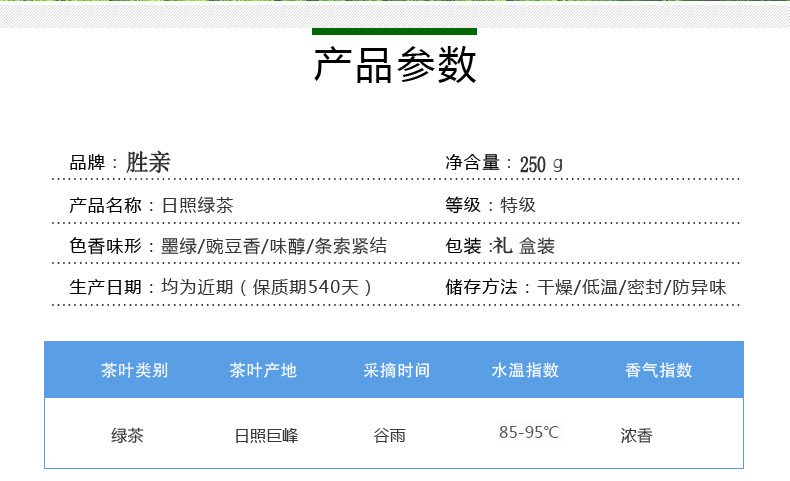 产品参数
品牌：胜亲 净含量：250 g
产品名称：日照绿茶 等级：特级
色香味形：墨绿/豌豆香/味醇/条索紧结 包装：礼 盒装
生产日期：均为近期（保质期540天） 储存方法：干燥/低温/密封/防异味
茶叶类别 茶叶产地 采摘时间 水温指数 香气指数
绿茶 日照巨峰 谷雨 85-95℃ 浓香